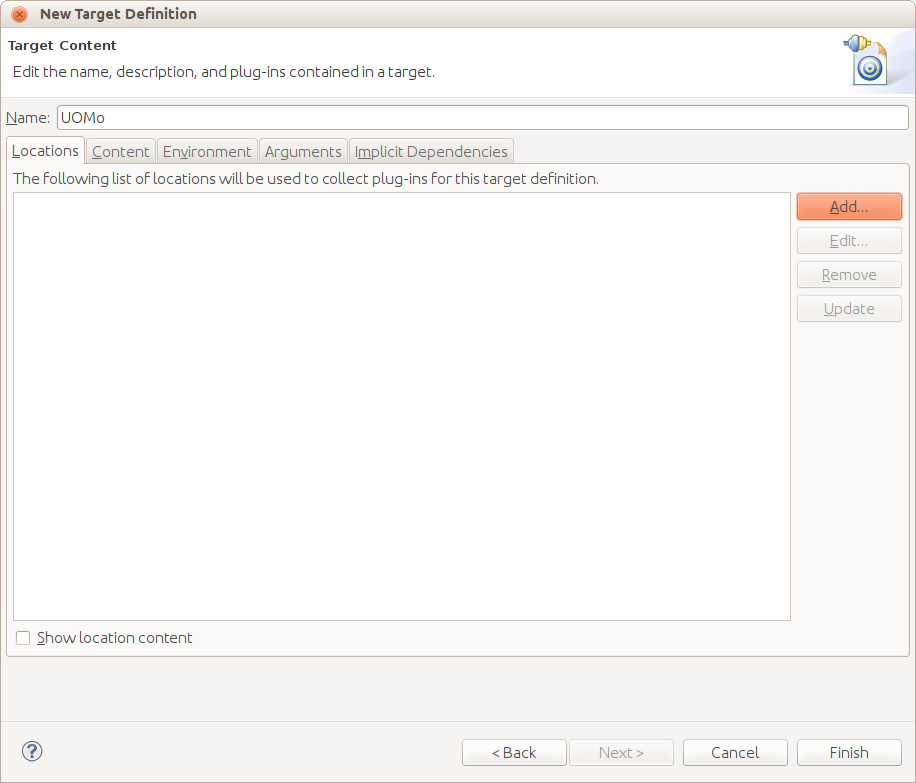 New Target Definition
Target Content
Edit the name, description, and plug-ins contained in a target.
Name: UOMo
Locations Content Environment Arguments Implicit Dependencies
The following list of locations will be used to collect plug-ins for this target definition.
Add...
Edit...
Remove
Update
Show location content
? < Back Next > Cancel Finish